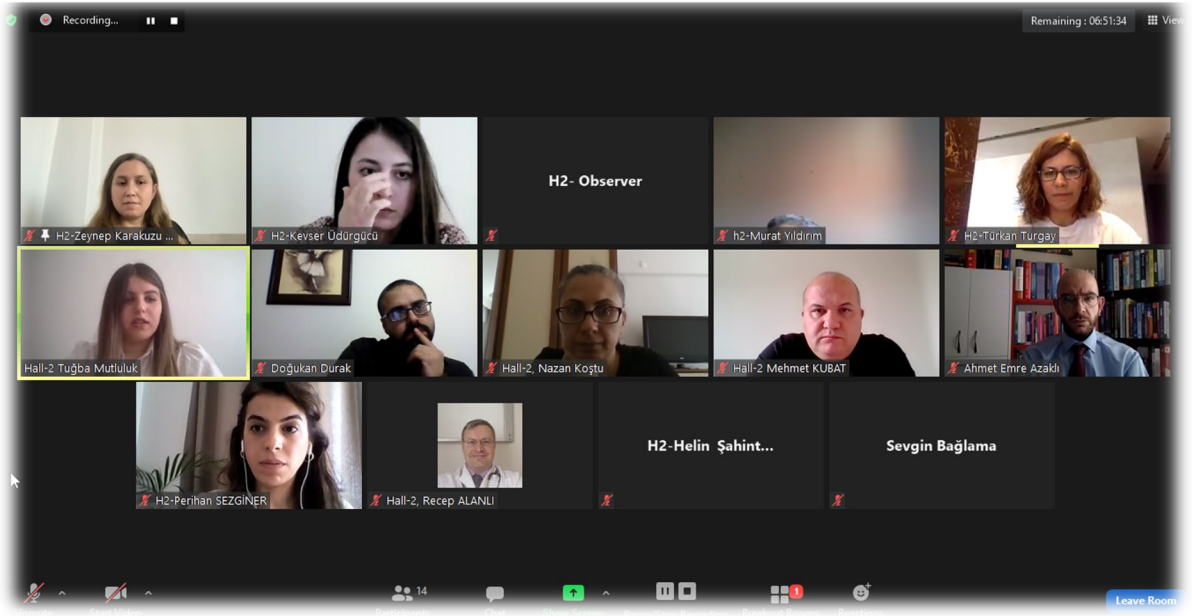 Recording...
Remaining : 06:51:34
View
H2-Zeynep Karakuzu ...
H2-Kevser Üdürgücü
H2- Observer
h2-Murat Yıldırım
H2-Türkan Turgay
Hall-2 Tuğba Mutluluk
Doğukan Durak
Hall-2, Nazan Koştu
Hall-2 Mehmet KUBAT
Ahmet Emre Azaklı
H2-Perihan SEZGİNER
Hall-2, Recep ALANLI
H2-Helin Şahint...
Sevgin Bağlama
14
1
Leave Room